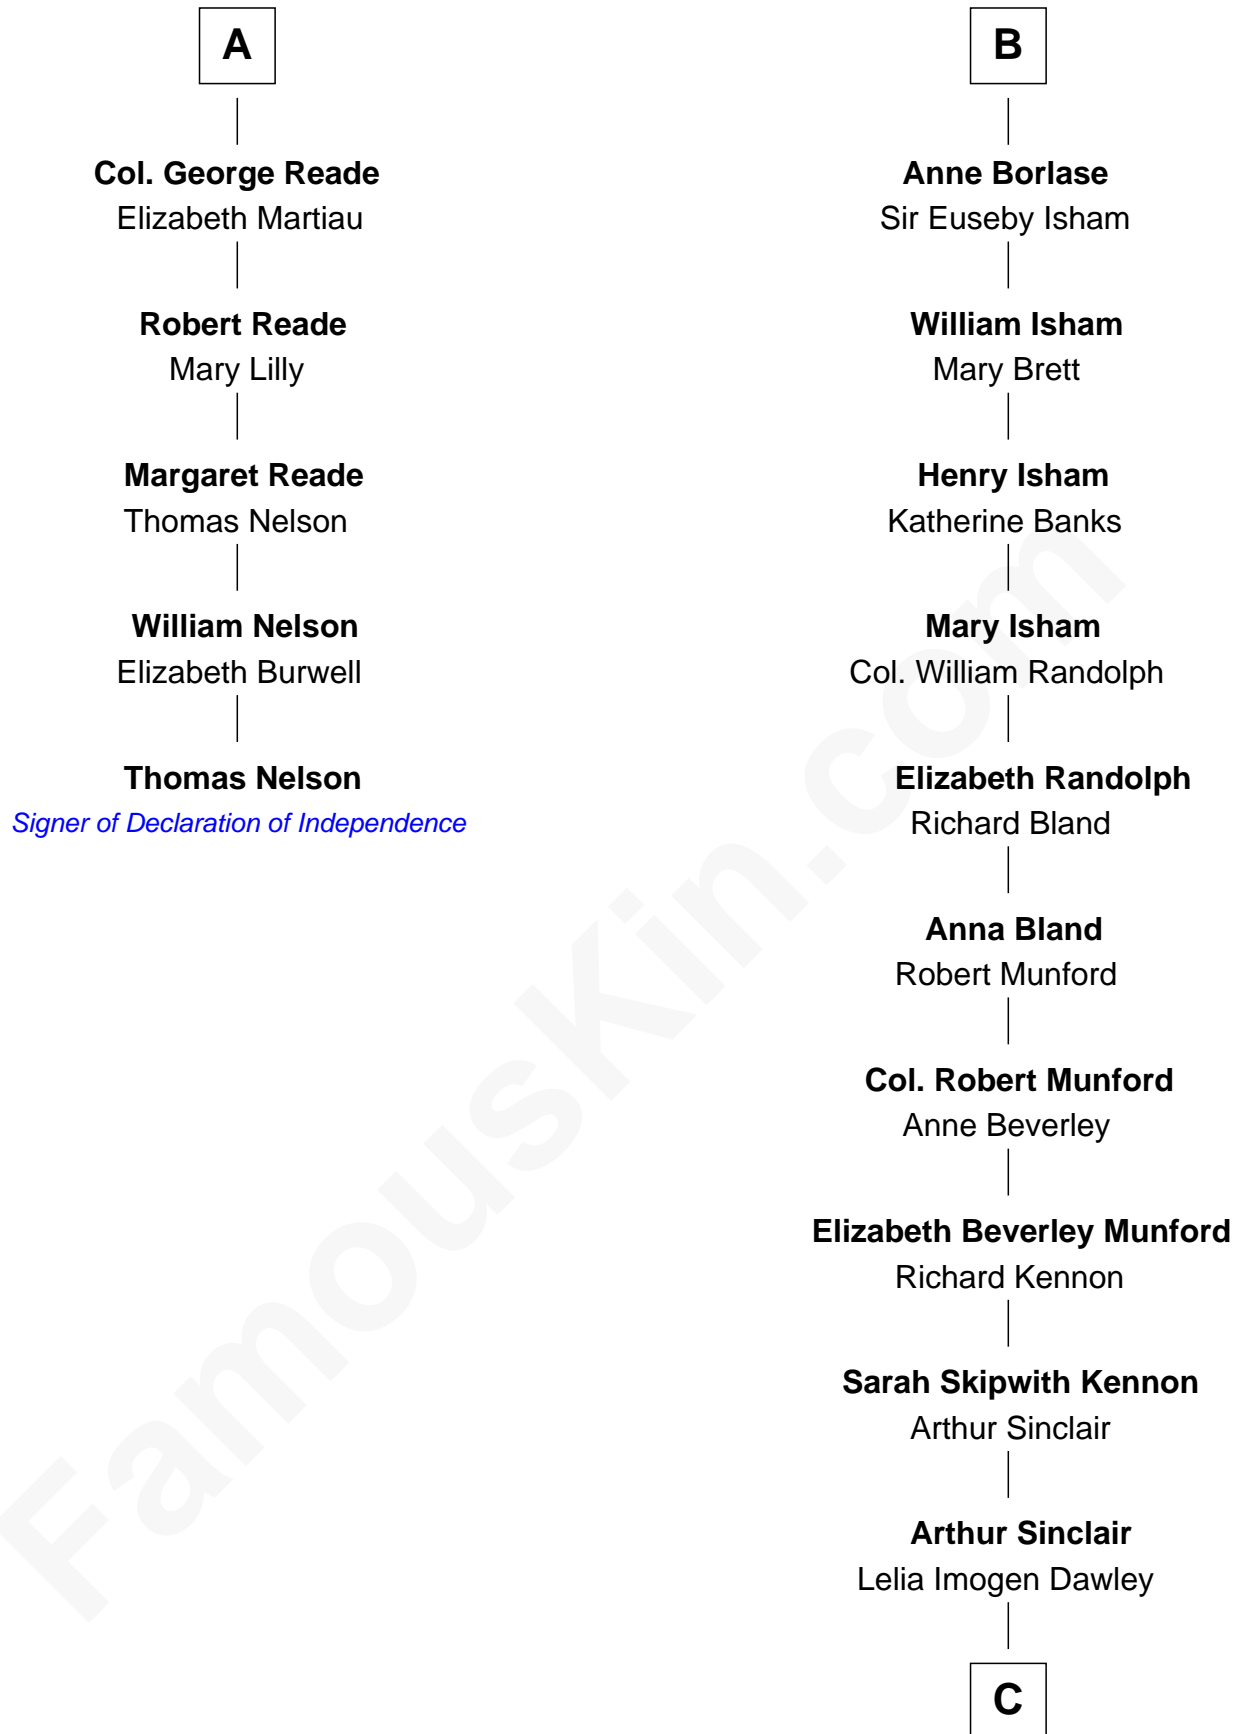 A
Col. George Reade
Elizabeth Martiau
Robert Reade
Mary Lilly
Margaret Reade
Thomas Nelson
William Nelson
Elizabeth Burwell
Thomas Nelson
Signer of Declaration of Independence
B
Anne Borlase
Sir Euseby Isham
William Isham
Mary Brett
Henry Isham
Katherine Banks
Mary Isham
Col. William Randolph
Elizabeth Randolph
Richard Bland
Anna Bland
Robert Munford
Col. Robert Munford
Anne Beverley
Elizabeth Beverley Munford
Richard Kennon
Sarah Skipwith Kennon
Arthur Sinclair
Arthur Sinclair
Lelia Imogen Dawley
C
FamousKin.com